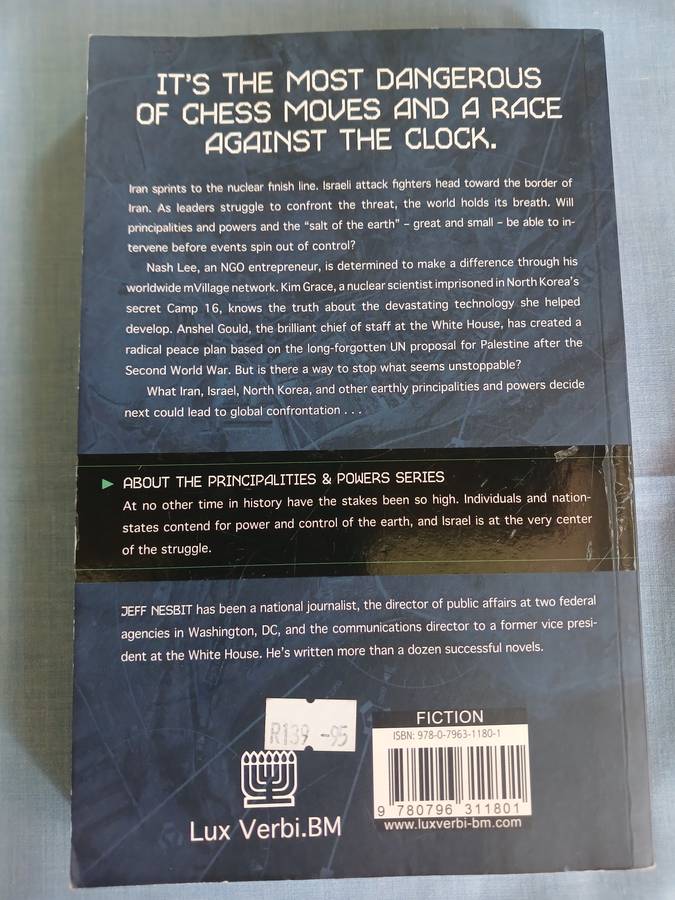 IT'S THE MOST DANGEROUS
OF CHESS MOVES AND A RACE
AGAINST THE CLOCK.
Iran sprints to the nuclear finish line. Israeli attack fighters head toward the border of
Iran. As leaders struggle to confront the threat, the world holds its breath. Will
principalities and powers and the “salt of the earth” – great and small – be able to in-
tervene before events spin out of control?
Nash Lee, an NGO entrepreneur, is determined to make a difference through his
worldwide mVillage network. Kim Grace, a nuclear scientist imprisoned in North Korea's
secret Camp 16, knows the truth about the devastating technology she helped
develop. Anshel Gould, the brilliant chief of staff at the White House, has created a
radical peace plan based on the long-forgotten UN proposal for Palestine after the
Second World War. But is there a way to stop what seems unstoppable?
What Iran, Israel, North Korea, and other earthly principalities and powers decide
next could lead to global confrontation . . .
ABOUT THE PRINCIPALITIES & POWERS SERIES
At no other time in history have the stakes been so high. Individuals and nation-
states contend for power and control of the earth, and Israel is at the very center
of the struggle.
JEFF NESBIT has been a national journalist, the director of public affairs at two federal
agencies in Washington, DC, and the communications director to a former vice presi-
dent at the White House. He's written more than a dozen successful novels.
R139 -95
Lux Verbi.BM
FICTION
ISBN: 978-0-7963-1180-1
9 780796 311801
www.luxverbi-bm.com